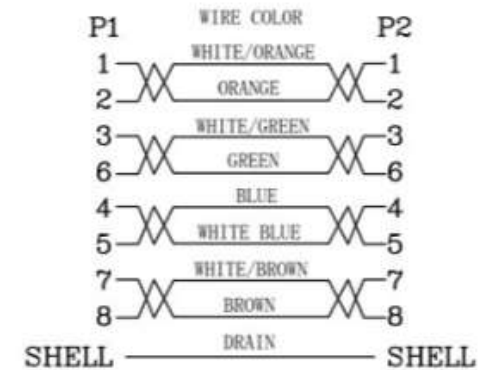 WIRE COLOR
P1 P2
WHITE/ORANGE
1 1
ORANGE
2 2
WHITE/GREEN
3 3
GREEN
6 6
BLUE
4 4
WHITE BLUE
5 5
WHITE/BROWN
7 7
BROWN
8 8
DRAIN
SHELL SHELL